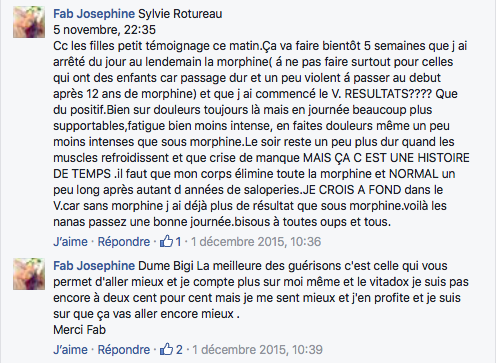 Fab Josephine Sylvie Rotureau
5 novembre, 22:35
Cc les filles petit témoignage ce matin.Ça va faire bientôt 5 semaines que j ai
arrêté du jour au lendemain la morphine( á ne pas faire surtout pour celles
qui ont des enfants car passage dur et un peu violent á passer au debut
après 12 ans de morphine) et que j ai commencé le V. RESULTATS???? Que
du positif.Bien sur douleurs toujours là mais en journée beaucoup plus
supportables,fatigue bien moins intense, en faites douleurs même un peu
moins intenses que sous morphine.Le soir reste un peu plus dur quand les
muscles refroidissent et que crise de manque MAIS ÇA C EST UNE HISTOIRE
DE TEMPS .il faut que mon corps élimine toute la morphine et NORMAL un
peu long après autant d années de saloperies.JE CROIS A FOND dans le
V.car sans morphine j ai déjà plus de résultat que sous morphine.voilà les
nanas passez une bonne journée.bisous à toutes oups et tous.
J'aime · Répondre · 1 · 1 décembre 2015, 10:36
Fab Josephine Dume Bigi La meilleure des guérisons c'est celle qui vous
permet d'aller mieux et je compte plus sur moi même et le vitadox je suis pas
encore à deux cent pour cent mais je me sent mieux et j'en profite et je suis
sur que ça vas aller encore mieux .
Merci Fab
J'aime · Répondre · 2 · 1 décembre 2015, 10:39